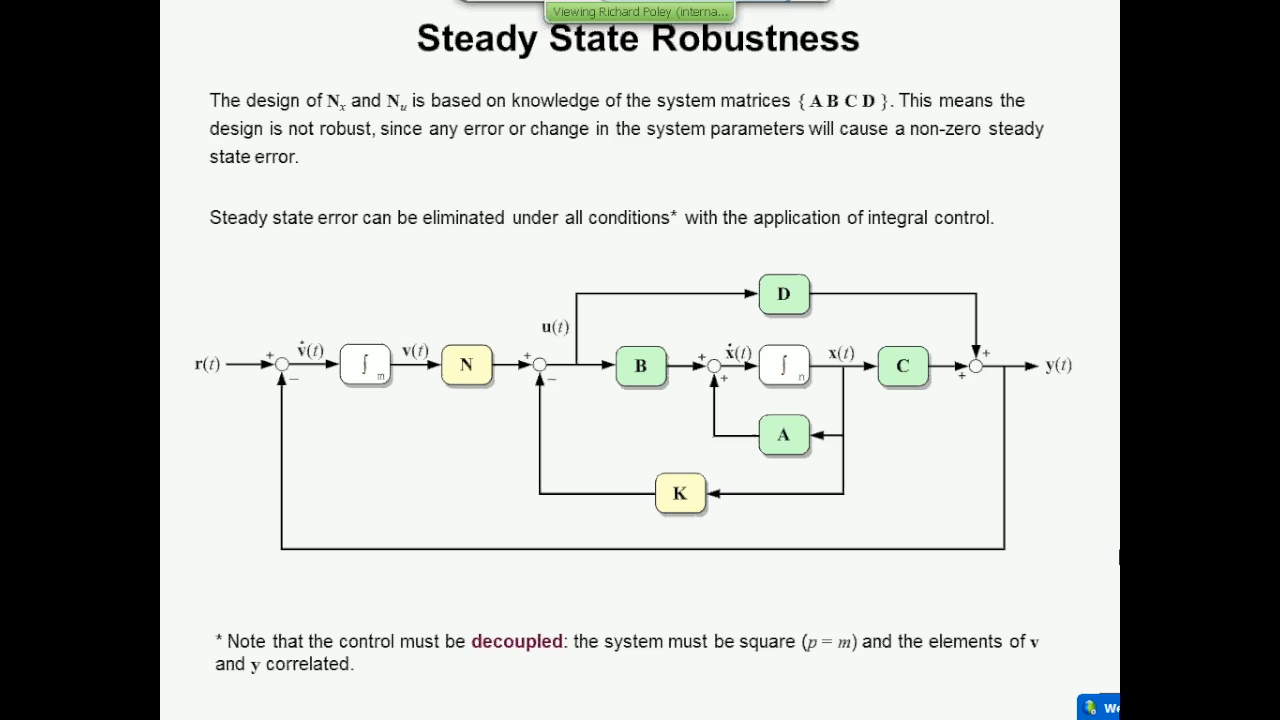 Viewing Richard Poley (interna...
Steady State Robustness
The design of Nx and Nu is based on knowledge of the system matrices { A B C D }. This means the
design is not robust, since any error or change in the system parameters will cause a non-zero steady
state error.
Steady state error can be eliminated under all conditions* with the application of integral control.
D
u(t)
r(t) + − v̇(t) ∫ m v(t) N + − B + + ẋ(t) ∫ n x(t) C + + y(t)
A
K
* Note that the control must be decoupled: the system must be square (p = m) and the elements of v
and y correlated.